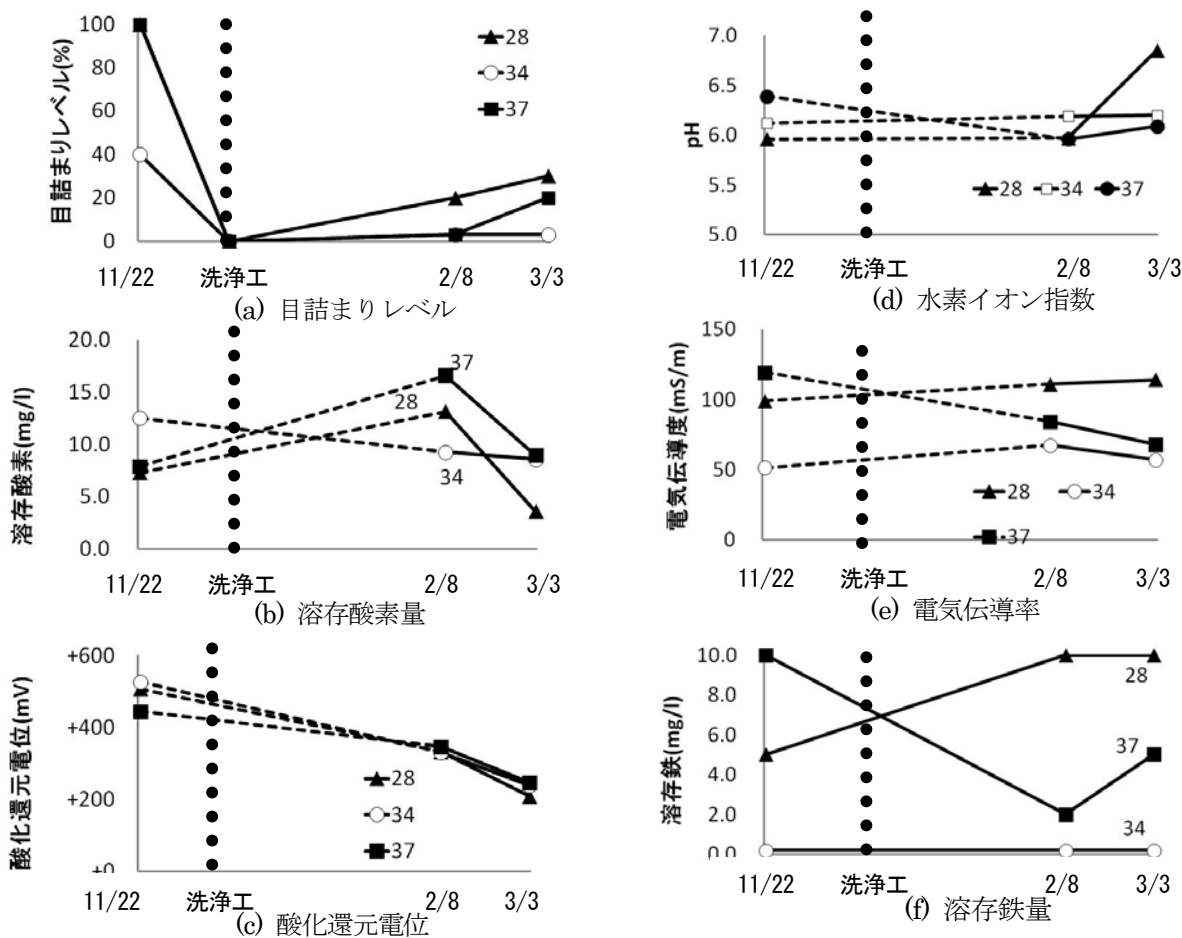 目詰まりレベル(%)
100
80
60
40
20
0
28
34
37
11/22 洗浄工 2/8 3/3
(a) 目詰まりレベル
pH
7.0
6.5
6.0
5.5
5.0
28 34 37
11/22 洗浄工 2/8 3/3
(d) 水素イオン指数
溶存酸素(mg/l)
20.0
15.0
10.0
5.0
0.0
37
28
34
11/22 洗浄工 2/8 3/3
(b) 溶存酸素量
電気伝導度(mS/m)
150
100
50
0
28 34
37
11/22 洗浄工 2/8 3/3
(e) 電気伝導率
酸化還元電位(mV)
+600
+400
+200
+0
28
34
37
11/22 洗浄工 2/8 3/3
(c) 酸化還元電位
溶存鉄(mg/l)
10.0
8.0
6.0
4.0
2.0
0.0
28
37
34
11/22 洗浄工 2/8 3/3
(f) 溶存鉄量